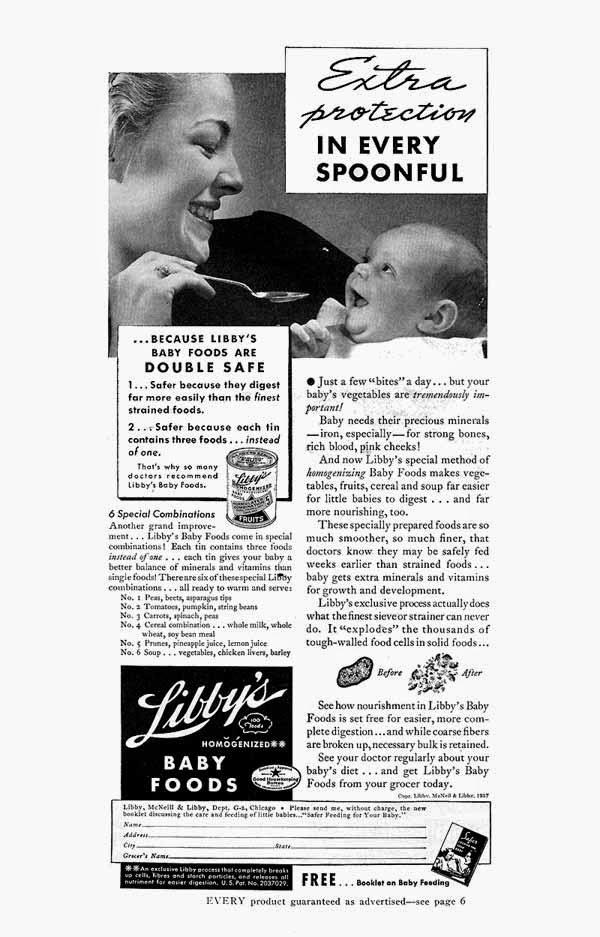 Extra
protection
IN EVERY
SPOONFUL
...BECAUSE LIBBY'S
BABY FOODS ARE
DOUBLE SAFE
1... Safer because they digest
far more easily than the finest
strained foods.
2... Safer because each tin
contains three foods... instead
of one.
That's why so many
doctors recommend
Libby's Baby Foods.
Libby's
HOMOGENIZED
5
FRUITS
6 Special Combinations
Another grand improve-
ment... Libby's Baby Foods come in special
combinations! Each tin contains three foods
instead of one... each tin gives your baby a
better balance of minerals and vitamins than
single foods! There are six of these special Libby
combinations... all ready to warm and serve:
No. 1 Peas, beets, asparagus tips
No. 2 Tomatoes, pumpkin, string beans
No. 3 Carrots, spinach, peas
No. 4 Cereal combination... whole milk, whole
wheat, soy bean meal
No. 5 Prunes, pineapple juice, lemon juice
No. 6 Soup... vegetables, chicken livers, barley
● Just a few "bites" a day... but your
baby's vegetables are tremendously im-
portant!
Baby needs their precious minerals
—iron, especially—for strong bones,
rich blood, pink cheeks!
And now Libby's special method of
homogenizing Baby Foods makes vege-
tables, fruits, cereal and soup far easier
for little babies to digest . . . and far
more nourishing, too.
These specially prepared foods are so
much smoother, so much finer, that
doctors know they may be safely fed
weeks earlier than strained foods...
baby gets extra minerals and vitamins
for growth and development.
Libby's exclusive process actually does
what the finest sieve or strainer can never
do. It "explodes" the thousands of
tough-walled food cells in solid foods...
Before
After
See how nourishment in Libby's Baby
Foods is set free for easier, more com-
plete digestion...and while coarse fibers
are broken up, necessary bulk is retained.
See your doctor regularly about your
baby's diet . . . and get Libby's Baby
Foods from your grocer today.
Copr. Libby, McNeill & Libby, 1937
Libby's
100
foods
HOMOGENIZED**
BABY
FOODS
Good Housekeeping
Bureau
Libby, McNeill & Libby, Dept. G-8, Chicago • Please send me, without charge, the new
booklet discussing the care and feeding of little babies..."Safer Feeding for Your Baby."
Name
Address
City State
Grocer's Name
Safer
**An exclusive Libby process that completely breaks
up cells, fibres and starch particles, and releases all
nutriment for easier digestion. U. S. Pat. No. 2037029.
FREE... Booklet on Baby Feeding
EVERY product guaranteed as advertised—see page 6